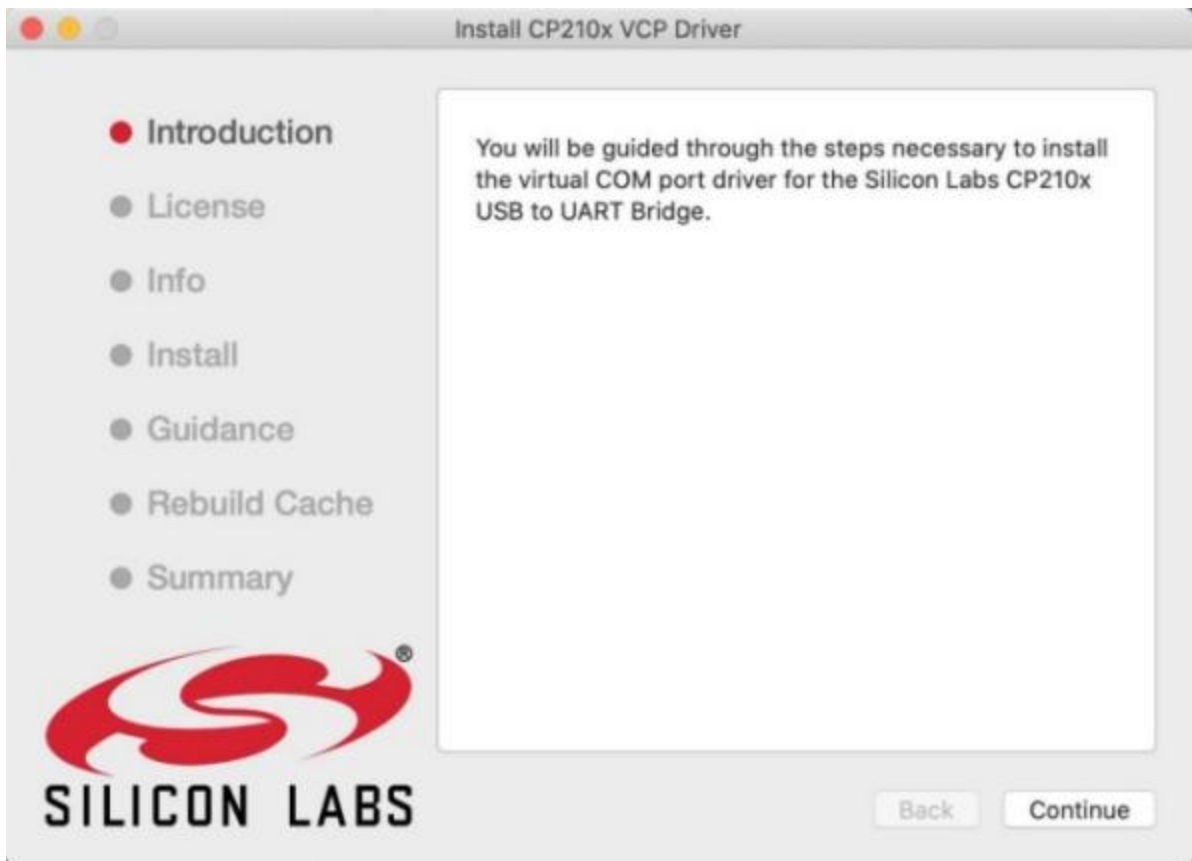 Install CP210x VCP Driver
Introduction
License
Info
Install
Guidance
Rebuild Cache
Summary
You will be guided through the steps necessary to install
the virtual COM port driver for the Silicon Labs CP210x
USB to UART Bridge.
®
SILICON LABS
Back
Continue